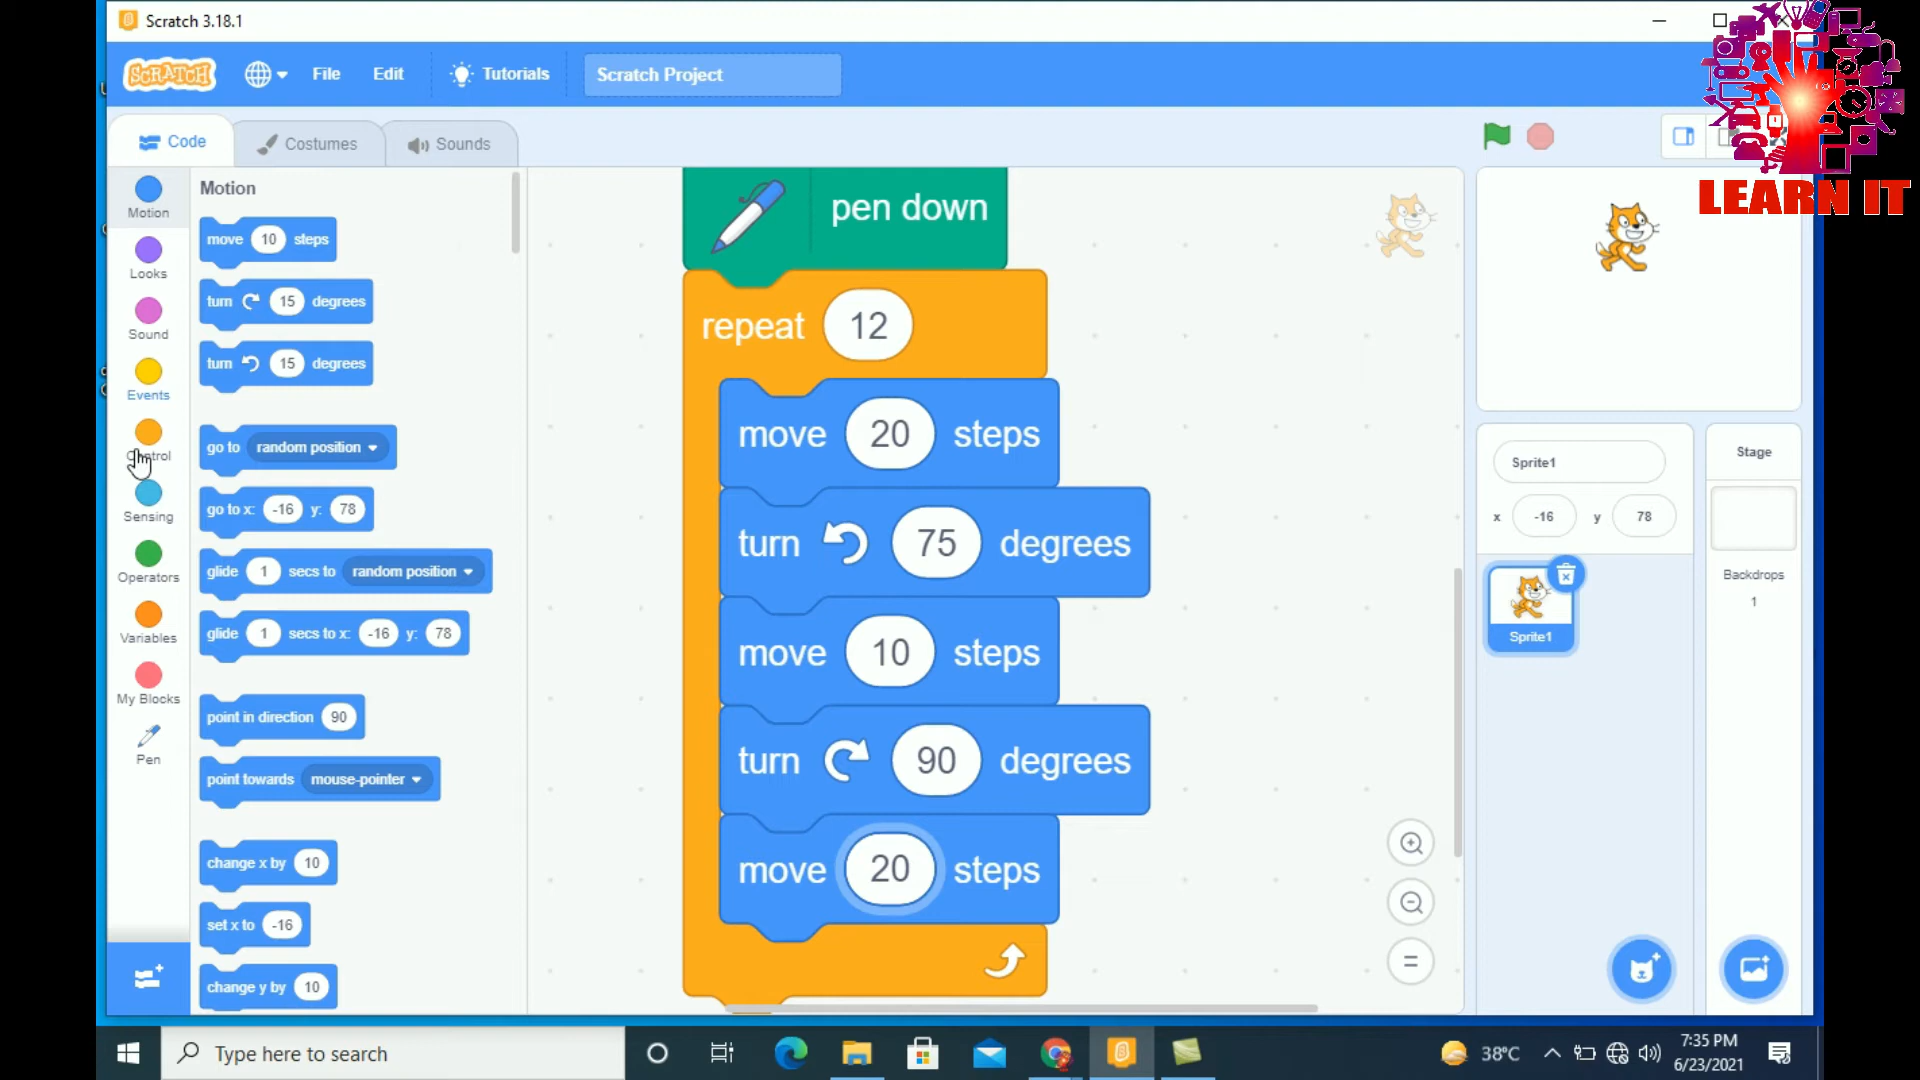 Scratch 3.18.1
SCRATCH
File
Edit
Tutorials
Scratch Project
LEARN IT
Code
Costumes
Sounds
Motion
Looks
Sound
Events
Control
Sensing
Operators
Variables
My Blocks
Pen
Motion
move 10 steps
turn 15 degrees
turn 15 degrees
go to random position
go to x: -16 y: 78
glide 1 secs to random position
glide 1 secs to x: -16 y: 78
point in direction 90
point towards mouse-pointer
change x by 10
set x to -16
change y by 10
pen down
repeat 12
move 20 steps
turn 75 degrees
move 10 steps
turn 90 degrees
move 20 steps
Sprite1
x -16 y 78
Sprite1
Stage
Backdrops
1
Type here to search
38°C
7:35 PM
6/23/2021